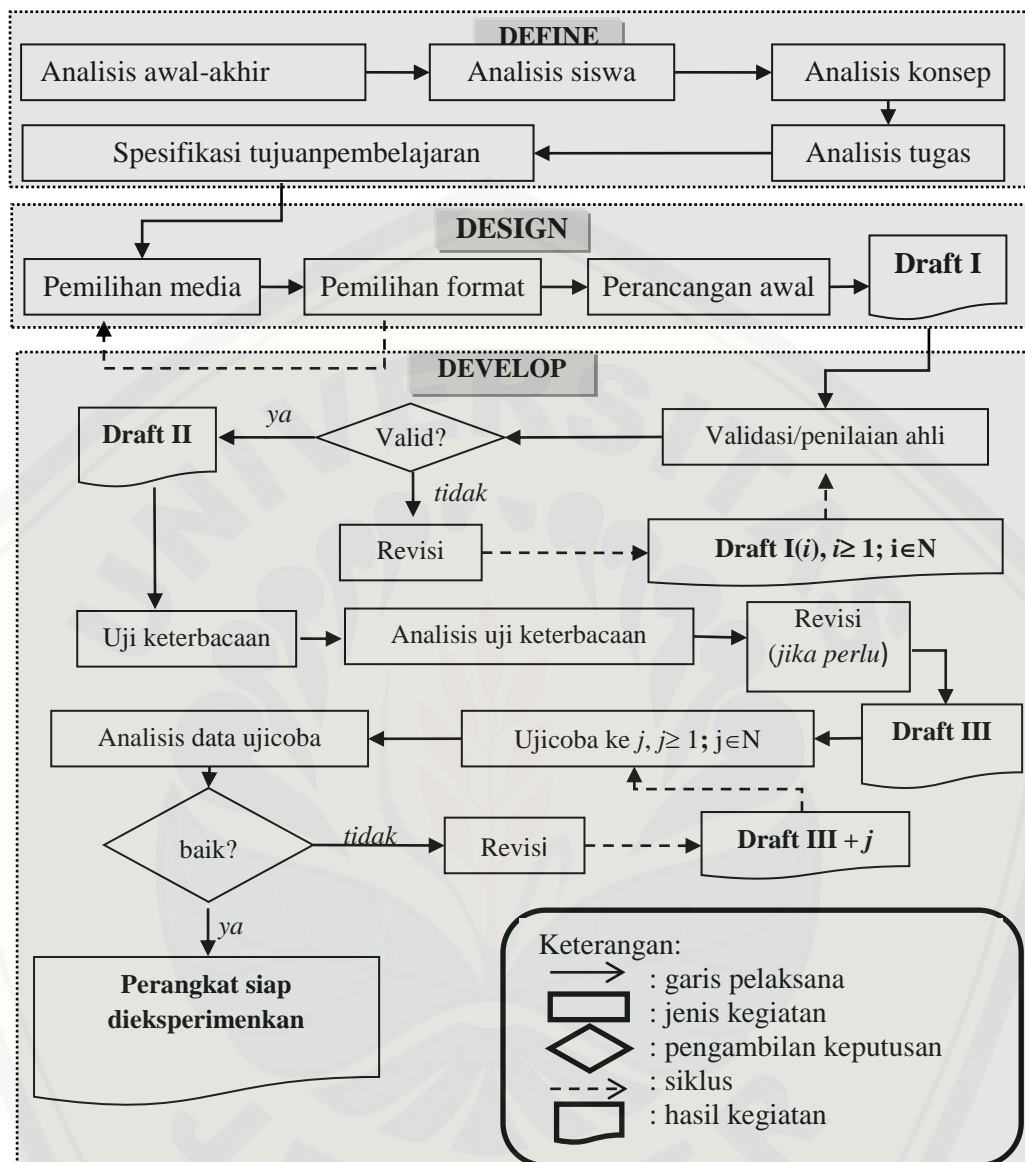 DEFINE
Analisis awal-akhir
Analisis siswa
Analisis konsep
Spesifikasi tujuanpembelajaran
Analisis tugas
DESIGN
Pemilihan media
Pemilihan format
Perancangan awal
Draft I
DEVELOP
Draft II
ya
Valid?
Validasi/penilaian ahli
tidak
Revisi
Draft I(i), i≥ 1; i∈N
Uji keterbacaan
Analisis uji keterbacaan
Revisi
(jika perlu)
Analisis data ujicoba
Ujicoba ke j, j≥ 1; j∈N
Draft III
baik?
tidak
Revisi
Draft III + j
ya
Perangkat siap
dieksperimenkan
Keterangan:
: garis pelaksana
: jenis kegiatan
: pengambilan keputusan
: siklus
: hasil kegiatan
UNIVERSITAS